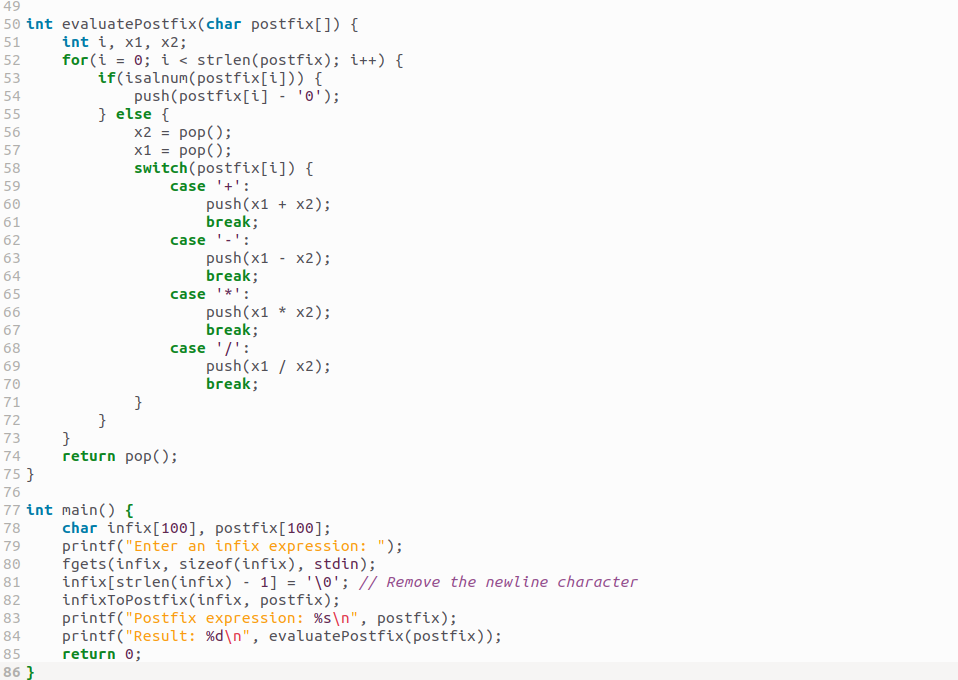 49
50 int evaluatePostfix(char postfix[]) {
51     int i, x1, x2;
52     for(i = 0; i < strlen(postfix); i++) {
53         if(isalnum(postfix[i])) {
54             push(postfix[i] - '0');
55         } else {
56             x2 = pop();
57             x1 = pop();
58             switch(postfix[i]) {
59                 case '+':
60                     push(x1 + x2);
61                     break;
62                 case '-':
63                     push(x1 - x2);
64                     break;
65                 case '*':
66                     push(x1 * x2);
67                     break;
68                 case '/':
69                     push(x1 / x2);
70                     break;
71             }
72         }
73     }
74     return pop();
75 }
76
77 int main() {
78     char infix[100], postfix[100];
79     printf("Enter an infix expression: ");
80     fgets(infix, sizeof(infix), stdin);
81     infix[strlen(infix) - 1] = '\0'; // Remove the newline character
82     infixToPostfix(infix, postfix);
83     printf("Postfix expression: %s\n", postfix);
84     printf("Result: %d\n", evaluatePostfix(postfix));
85     return 0;
86 }